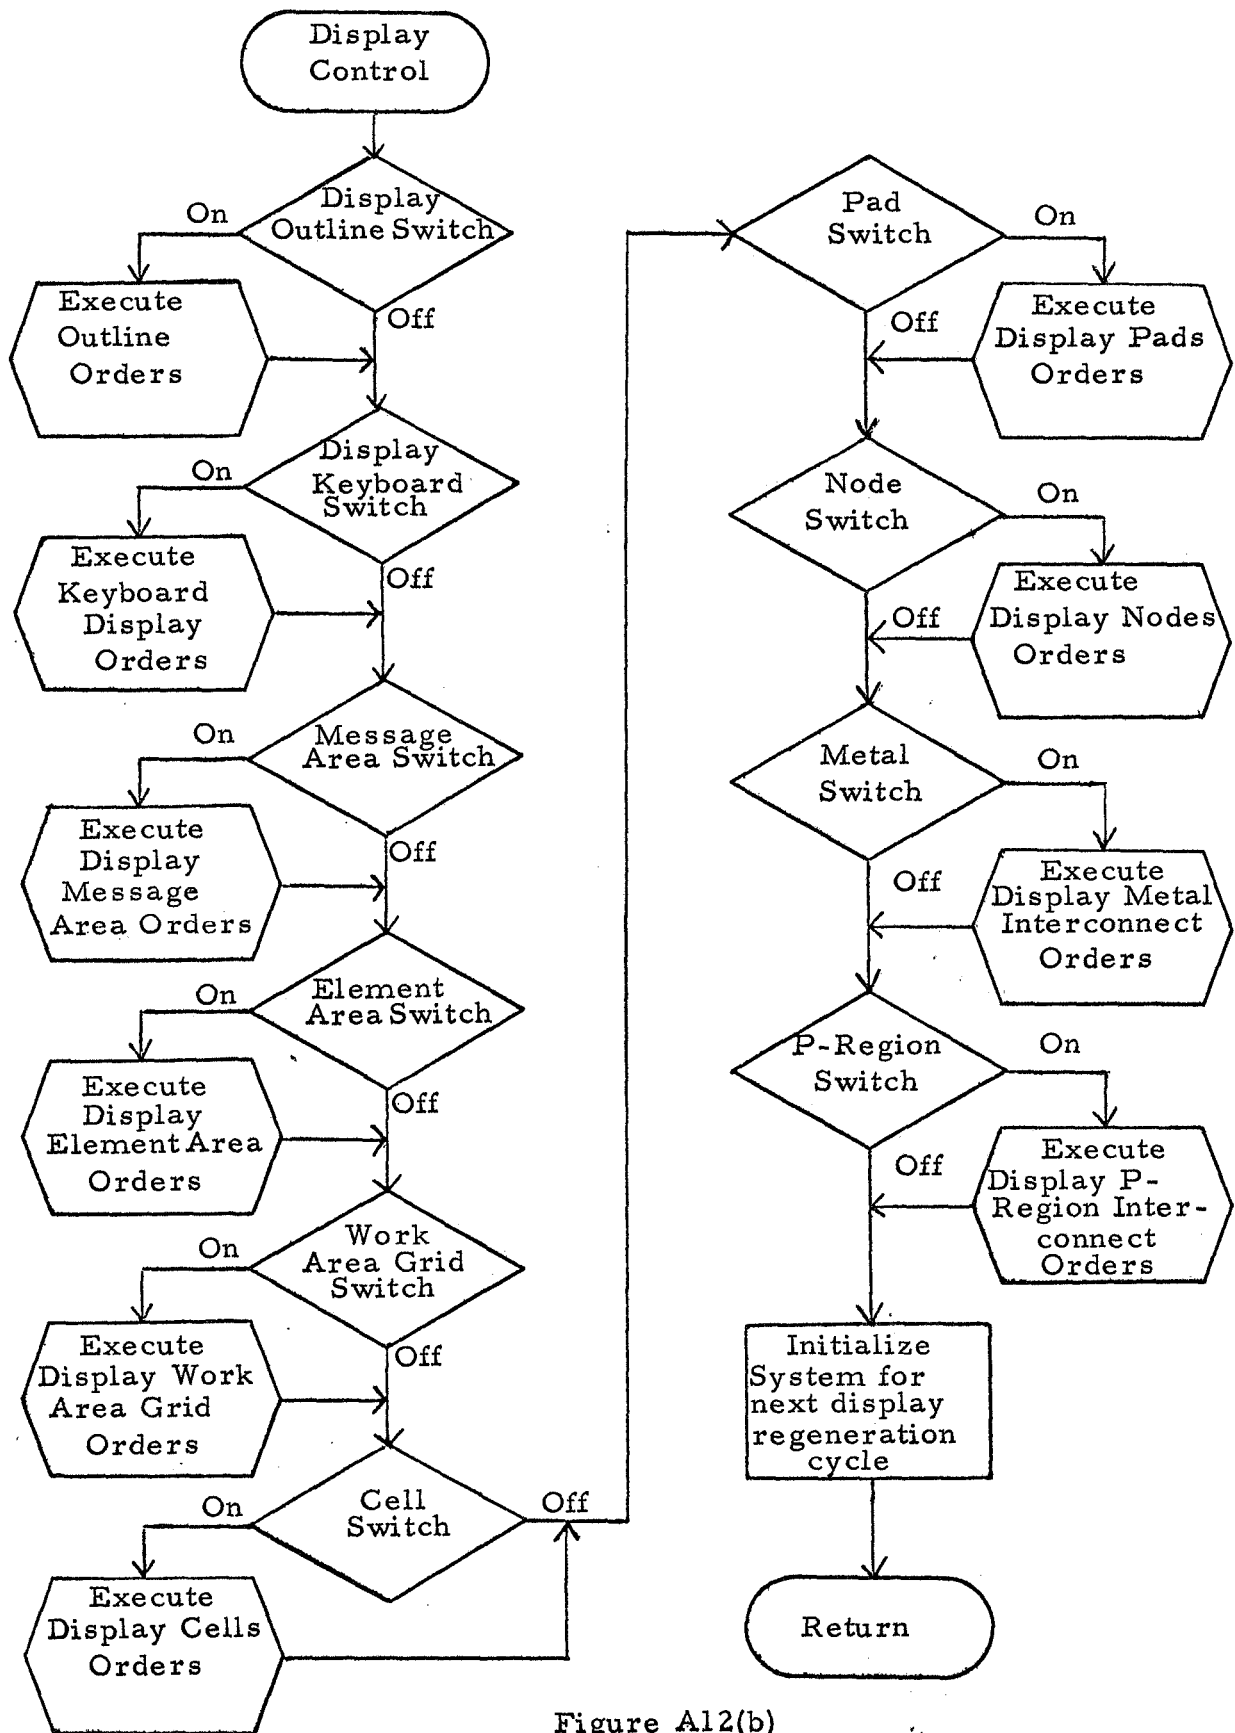 Display
Control
Display
Outline Switch
On
Off
Execute
Outline
Orders
Display
Keyboard
Switch
On
Off
Execute
Keyboard
Display
Orders
Message
Area Switch
On
Off
Execute
Display
Message
Area Orders
Element
Area Switch
On
Off
Execute
Display
Element Area
Orders
Work
Area Grid
Switch
On
Off
Execute
Display Work
Area Grid
Orders
Cell
Switch
On
Off
Execute
Display Cells
Orders
Pad
Switch
On
Off
Execute
Display Pads
Orders
Node
Switch
On
Off
Execute
Display Nodes
Orders
Metal
Switch
On
Off
Execute
Display Metal
Interconnect
Orders
P-Region
Switch
On
Off
Execute
Display P-
Region Inter-
connect
Orders
Initialize
System for
next display
regeneration
cycle
Return
Figure A12(b)